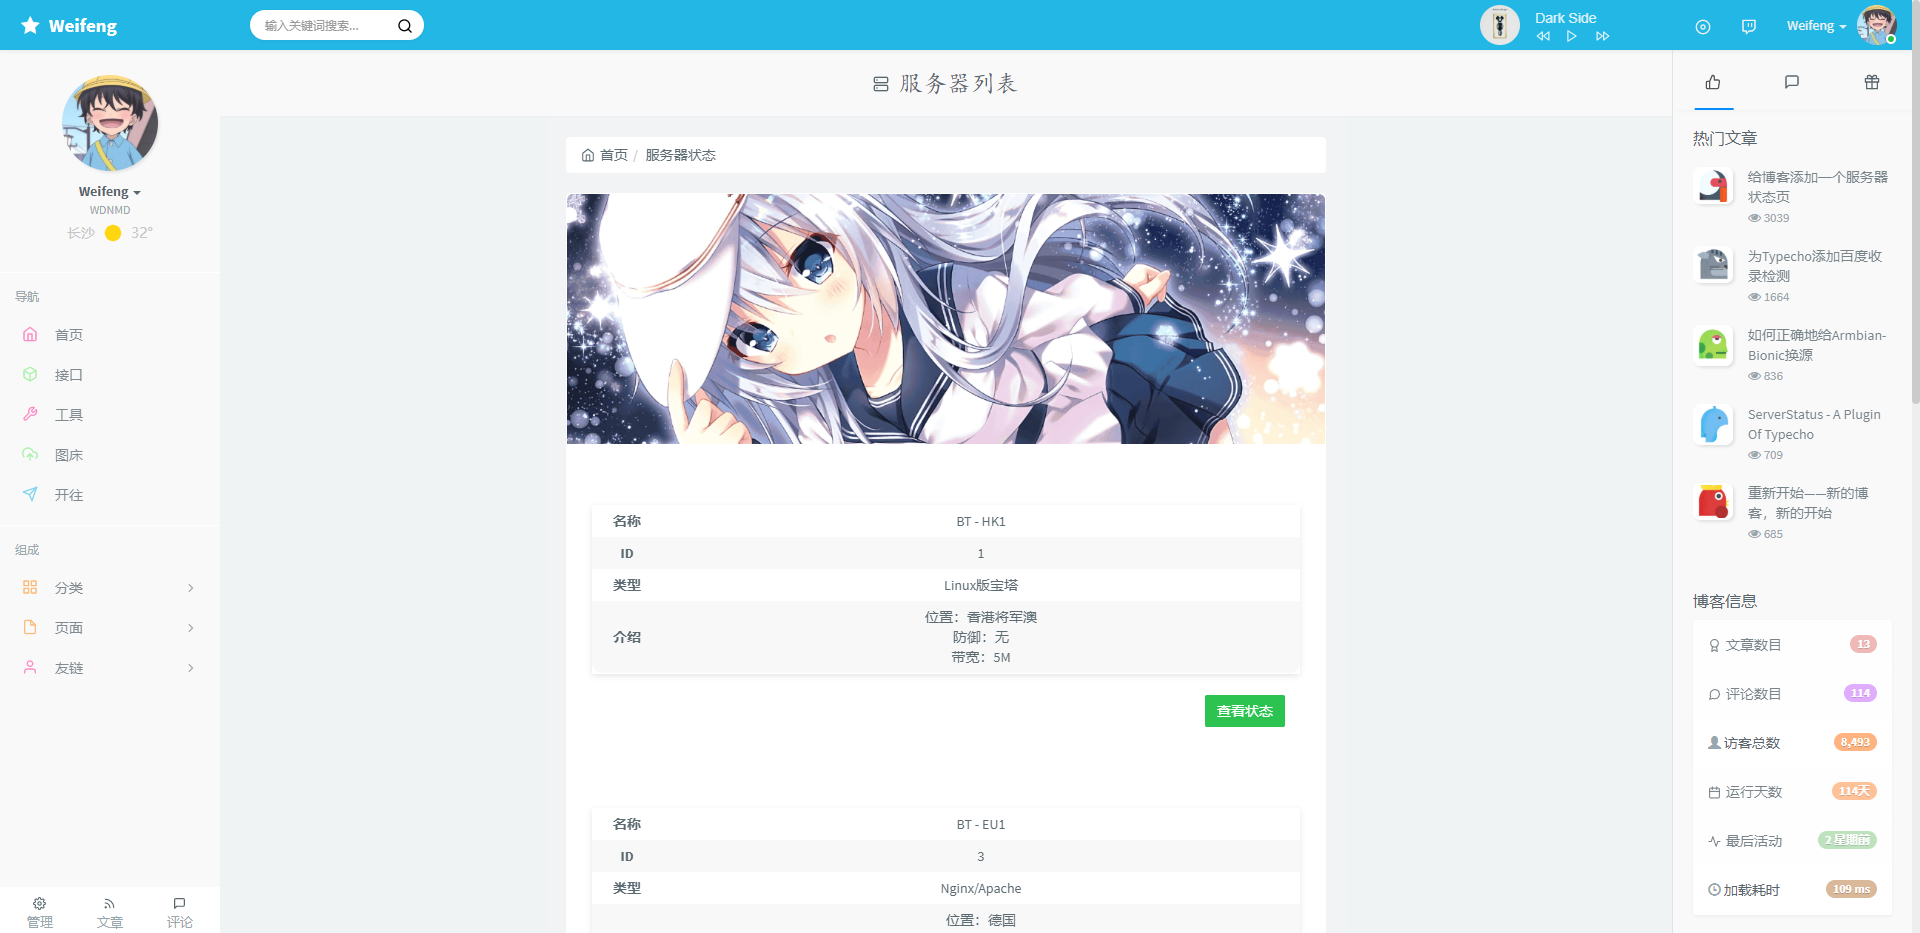 Weifeng
输入关键词搜索...
Dark Side
Weifeng
Weifeng
WDNMD
长沙 32°
导航
首页
接口
工具
图床
开往
组成
分类
页面
友链
管理 文章 评论
服务器列表
首页 / 服务器状态
名称 BT - HK1
ID 1
类型 Linux版宝塔
介绍 位置：香港将军澳
防御：无
带宽：5M
查看状态
名称 BT - EU1
ID 3
类型 Nginx/Apache
位置：德国
热门文章
给博客添加一个服务器
状态页
3039
为Typecho添加百度收
录检测
1664
如何正确地给Armbian-
Bionic换源
836
ServerStatus - A Plugin
Of Typecho
709
重新开始——新的博
客，新的开始
685
博客信息
文章数目 13
评论数目 114
访客总数 8,493
运行天数 114天
最后活动 2 星期前
加载耗时 109 ms